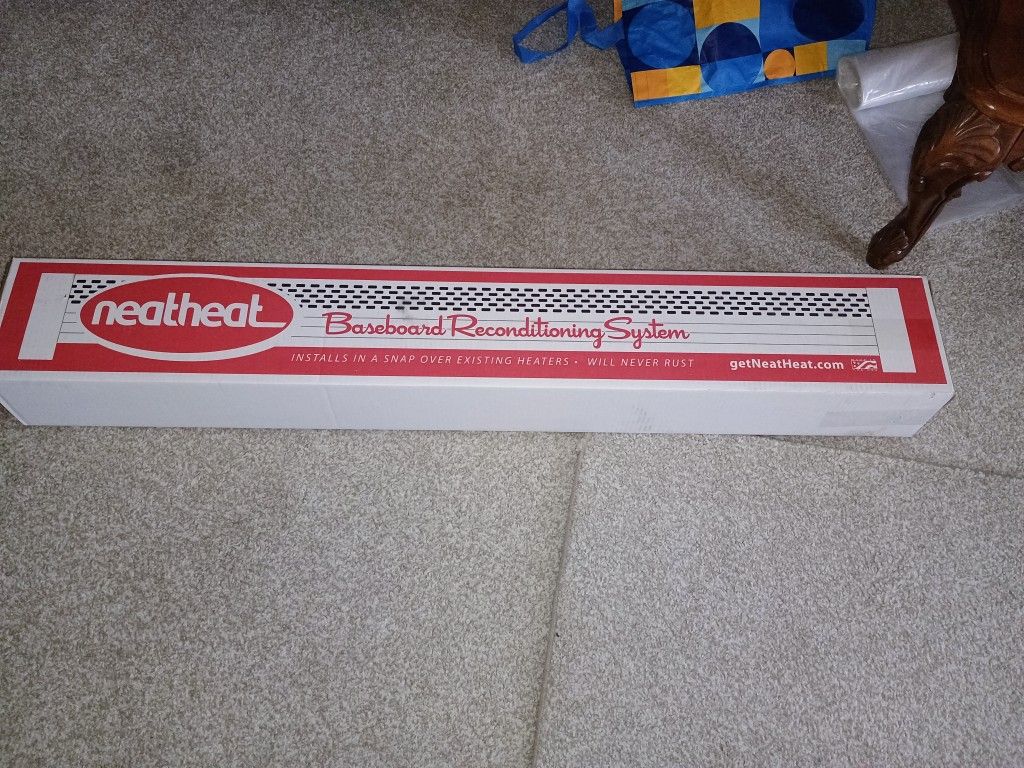 neatheat
Baseboard Reconditioning System
INSTALLS IN A SNAP OVER EXISTING HEATERS • WILL NEVER RUST
getNeatHeat.com